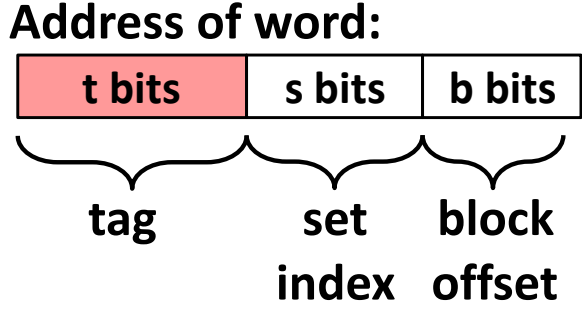 Address of word:
t bits s bits b bits
tag set block
index offset